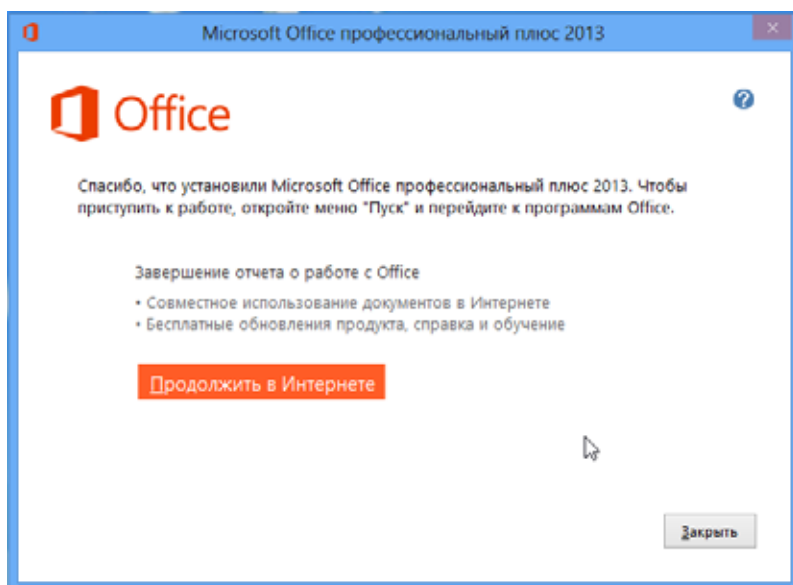 Microsoft Office профессиональный плюс 2013
Office
Спасибо, что установили Microsoft Office профессиональный плюс 2013. Чтобы
приступить к работе, откройте меню "Пуск" и перейдите к программам Office.
Завершение отчета о работе с Office
• Совместное использование документов в Интернете
• Бесплатные обновления продукта, справка и обучение
Продолжить в Интернете
Закрыть